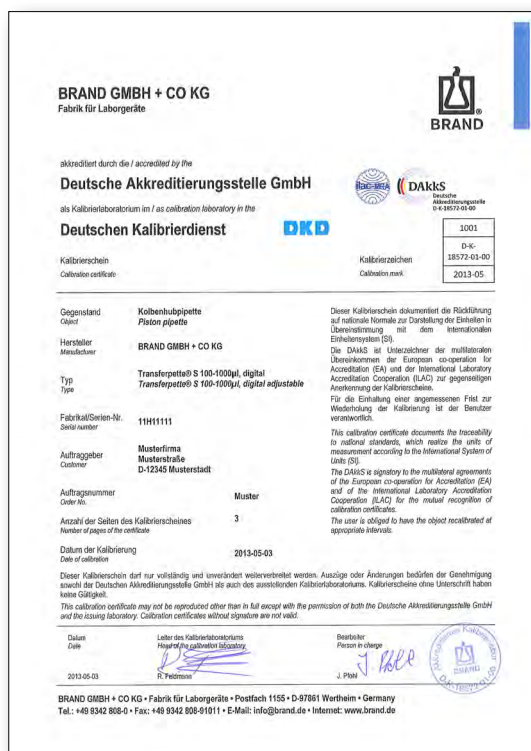 BRAND GMBH + CO KG
Fabrik für Laborgeräte
BRAND
akkreditiert durch die / accredited by the
Deutsche Akkreditierungsstelle GmbH
ilac-MRA
DAkkS
Deutsche
Akkreditierungsstelle
D-K-18572-01-00
als Kalibrierlaboratorium im / as calibration laboratory in the
Deutschen Kalibrierdienst
DKD
Kalibrierschein
Calibration certificate
Kalibrierzeichen
Calibration mark
1001
D-K-
18572-01-00
2013-05
Gegenstand
Object
Kolbenhubpipette
Piston pipette
Hersteller
Manufacturer
BRAND GMBH + CO KG
Typ
Type
Transferpette® S 100-1000µl, digital
Transferpette® S 100-1000µl, digital adjustable
Fabrikat/Serien-Nr.
Serial number
11H11111
Auftraggeber
Customer
Musterfirma
Musterstraße
D-12345 Musterstadt
Auftragsnummer
Order No.
Muster
Anzahl der Seiten des Kalibrierscheines
Number of pages of the certificate
3
Datum der Kalibrierung
Date of calibration
2013-05-03
Dieser Kalibrierschein dokumentiert die Rückführung
auf nationale Normale zur Darstellung der Einheiten in
Übereinstimmung mit dem Internationalen
Einheitensystem (SI).
Die DAkkS ist Unterzeichner der multilateralen
Übereinkommen der European co-operation for
Accreditation (EA) und der International Laboratory
Accreditation Cooperation (ILAC) zur gegenseitigen
Anerkennung der Kalibrierscheine.
Für die Einhaltung einer angemessenen Frist zur
Wiederholung der Kalibrierung ist der Benutzer
verantwortlich.
This calibration certificate documents the traceability
to national standards, which realize the units of
measurement according to the International System of
Units (SI).
The DAkkS is signatory to the multilateral agreements
of the European co-operation for Accreditation (EA)
and of the International Laboratory Accreditation
Cooperation (ILAC) for the mutual recognition of
calibration certificates.
The user is obliged to have the object recalibrated at
appropriate intervals.
Dieser Kalibrierschein darf nur vollständig und unverändert weiterverbreitet werden. Auszüge oder Änderungen bedürfen der Genehmigung
sowohl der Deutschen Akkreditierungsstelle GmbH als auch des ausstellenden Kalibrierlaboratoriums. Kalibrierscheine ohne Unterschrift haben
keine Gültigkeit.
This calibration certificate may not be reproduced other than in full except with the permission of both the Deutsche Akkreditierungsstelle GmbH
and the issuing laboratory. Calibration certificates without signature are not valid.
Datum
Date
Leiter des Kalibrierlaboratoriums
Head of the calibration laboratory
Bearbeiter
Person in charge
J. Pfohl
2013-05-03
R. Feldmann
J. Pfohl
BRAND
D-K-18572-01-00
BRAND GMBH + CO KG • Fabrik für Laborgeräte • Postfach 1155 • D-97861 Wertheim • Germany
Tel.: +49 9342 808-0 • Fax: +49 9342 808-91011 • E-Mail: info@brand.de • Internet: www.brand.de